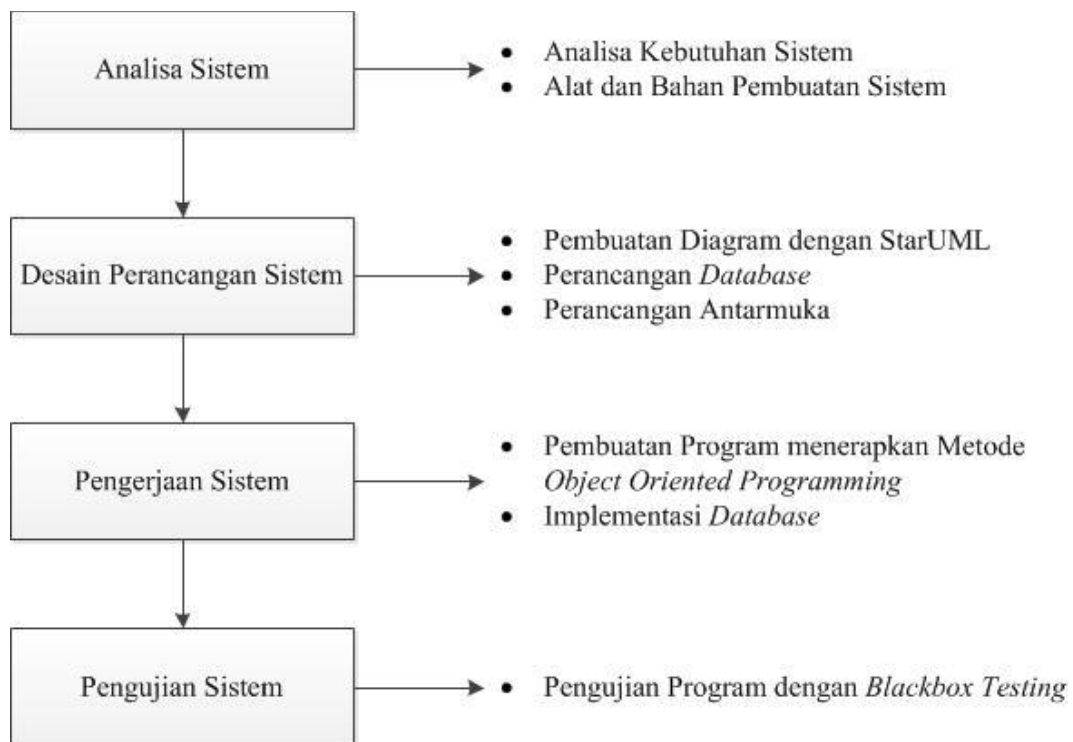 Analisa Sistem
• Analisa Kebutuhan Sistem
• Alat dan Bahan Pembuatan Sistem
Desain Perancangan Sistem
• Pembuatan Diagram dengan StarUML
• Perancangan Database
• Perancangan Antarmuka
Pengerjaan Sistem
• Pembuatan Program menerapkan Metode
Object Oriented Programming
• Implementasi Database
Pengujian Sistem
• Pengujian Program dengan Blackbox Testing